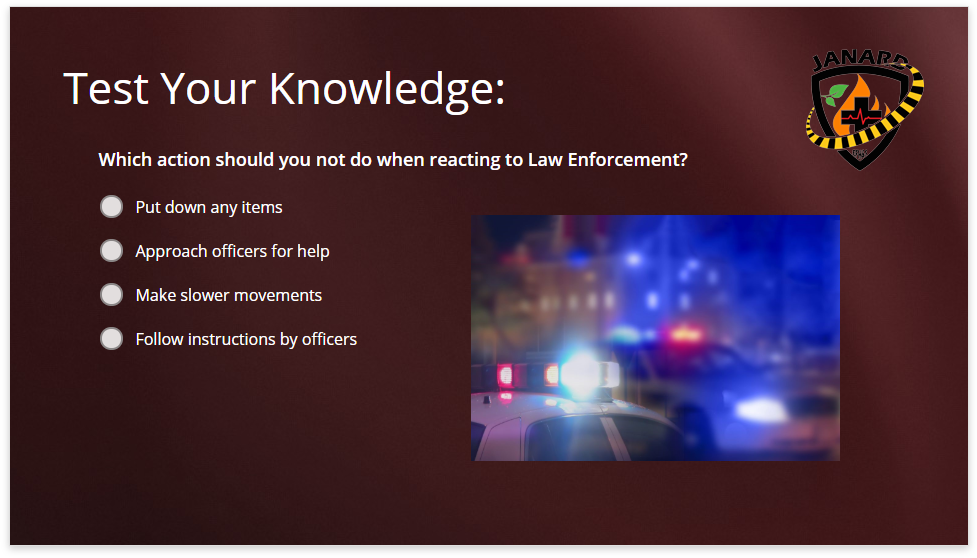 JANARD
Test Your Knowledge:
Which action should you not do when reacting to Law Enforcement?
Put down any items
Approach officers for help
Make slower movements
Follow instructions by officers